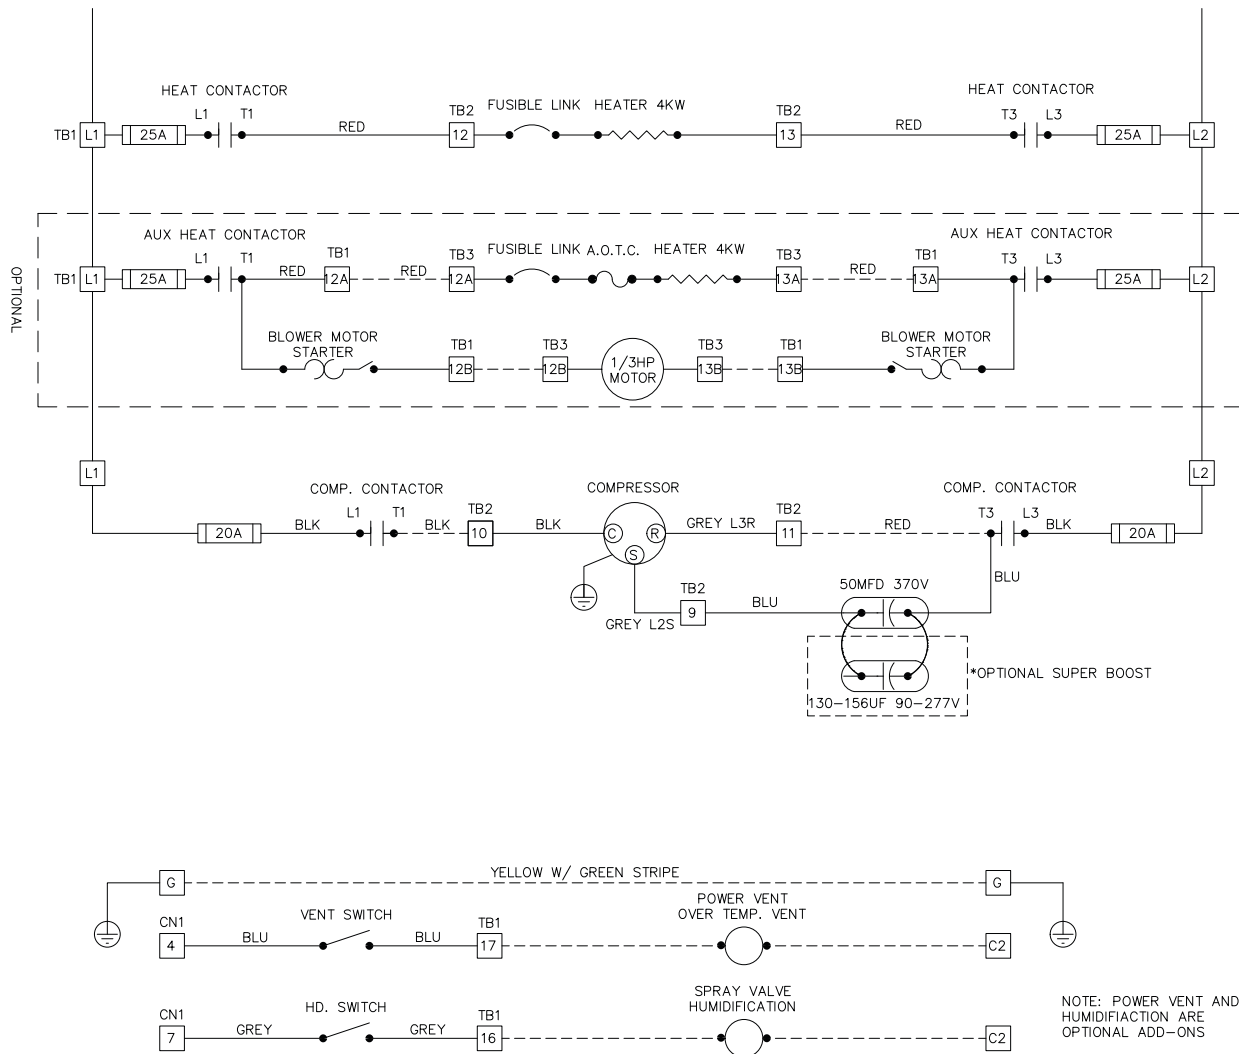 HEAT CONTACTOR
HEAT CONTACTOR
L1 T1
TB2
FUSIBLE LINK HEATER 4KW
TB2
T3 L3
TB1 L1 25A RED 12 13 RED 25A L2
OPTIONAL
AUX HEAT CONTACTOR
AUX HEAT CONTACTOR
L1 T1
TB1
TB3
FUSIBLE LINK A.O.T.C. HEATER 4KW
TB3
TB1
T3 L3
TB1 L1 25A RED 12A RED 12A 13A RED 13A 25A L2
BLOWER MOTOR
STARTER
TB1
TB3
TB3
TB1
BLOWER MOTOR
STARTER
12B 12B
1/3HP
MOTOR
13B 13B
L1
L2
COMP. CONTACTOR
COMPRESSOR
COMP. CONTACTOR
L1 T1
TB2
TB2
T3 L3
20A BLK BLK 10 BLK C R GREY L3R 11 RED BLK 20A
S
BLU
50MFD 370V
TB2
GREY L2S 9 BLU
*OPTIONAL SUPER BOOST
130-156UF 90-277V
G YELLOW W/ GREEN STRIPE G
CN1
VENT SWITCH
TB1
POWER VENT
OVER TEMP. VENT
4 BLU BLU 17 C2
CN1
HD. SWITCH
TB1
SPRAY VALVE
HUMIDIFICATION
7 GREY GREY 16 C2
NOTE: POWER VENT AND
HUMIDIFIACTION ARE
OPTIONAL ADD-ONS